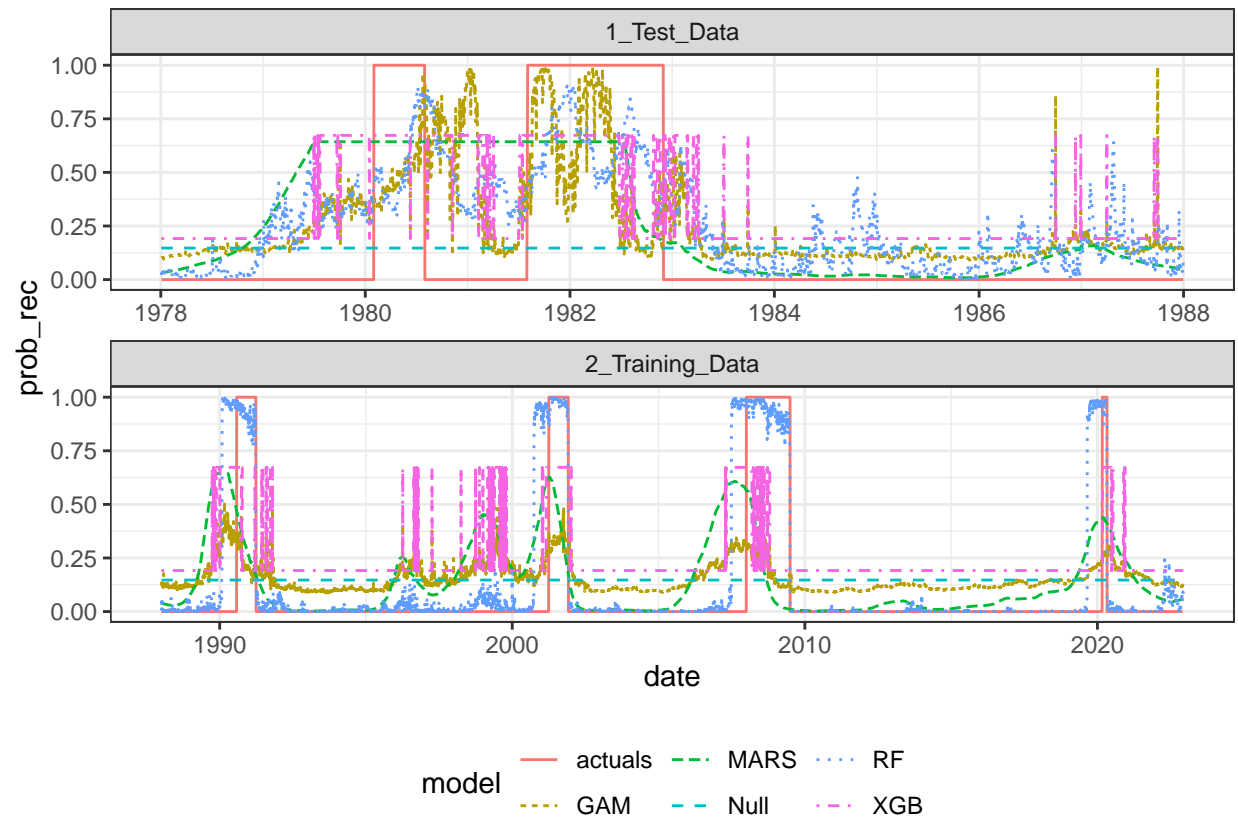 1_Test_Data
1.00
0.75
0.50
0.25
0.00
1978 1980 1982 1984 1986 1988
prob_rec
2_Training_Data
1.00
0.75
0.50
0.25
0.00
1990 2000 2010 2020
date
model
actuals MARS RF
GAM Null XGB